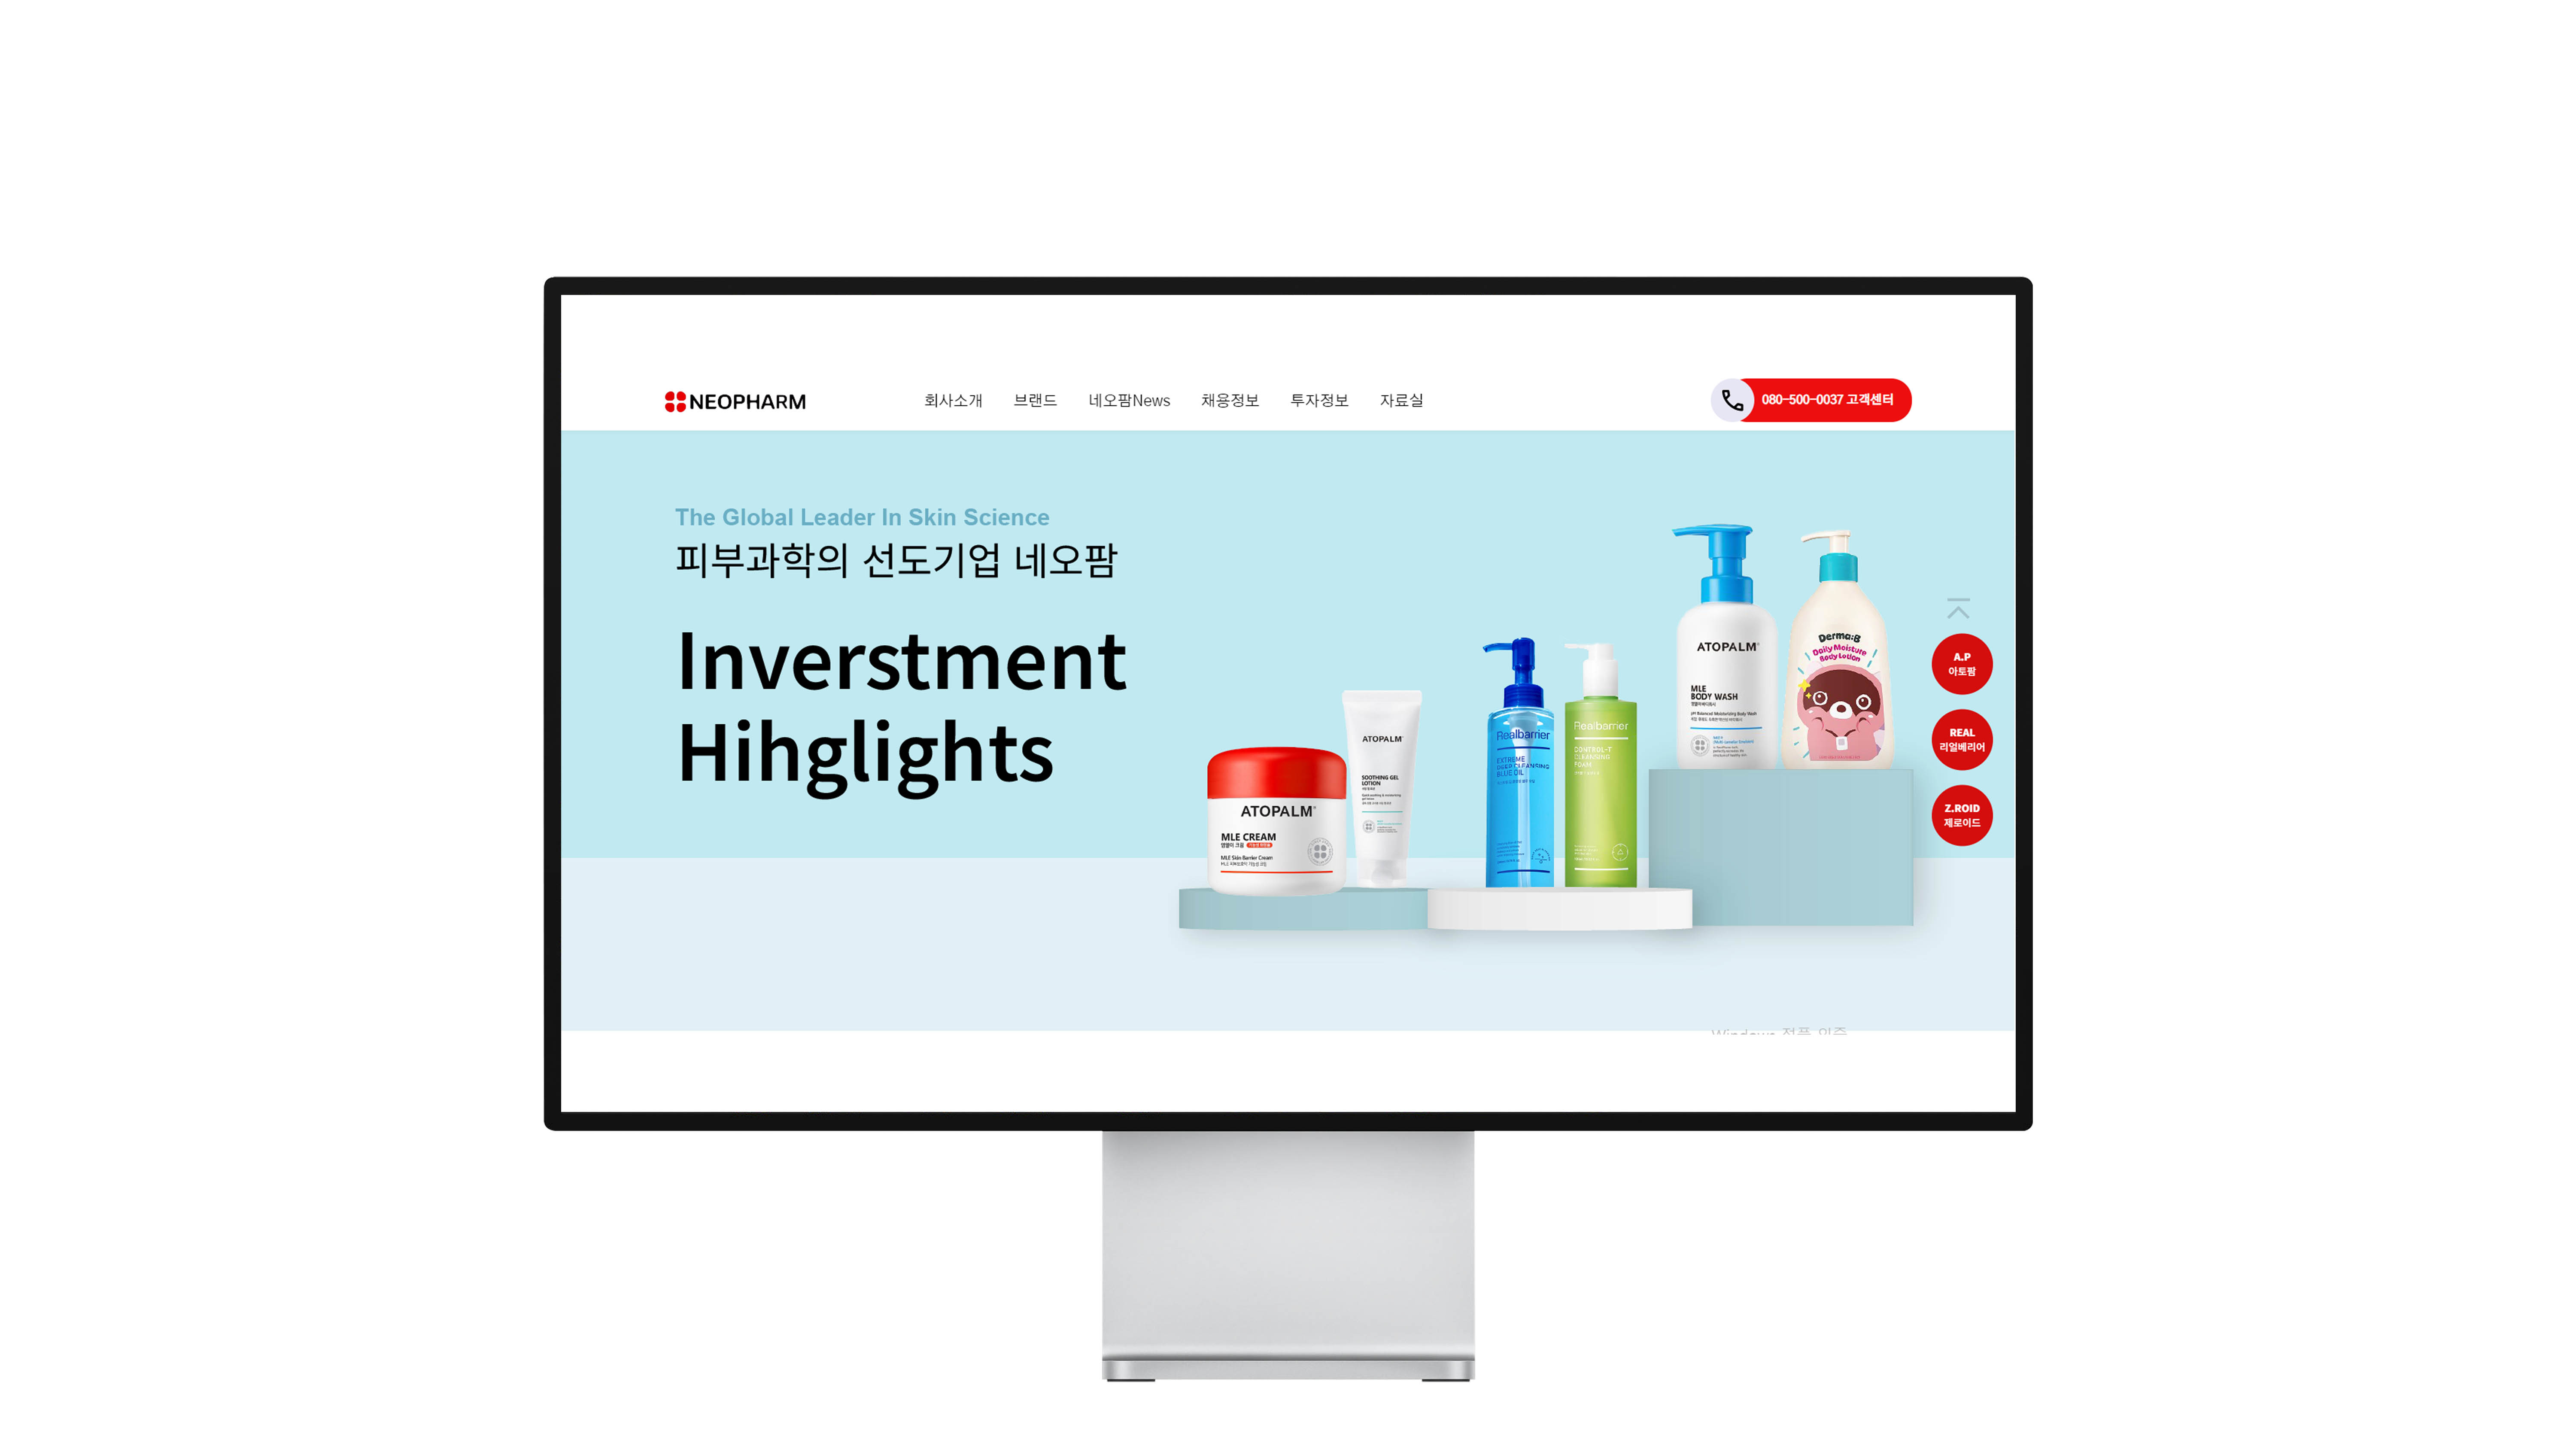 NEOPHARM
회사소개
브랜드
네오팜News
채용정보
투자정보
자료실
080-500-0037 고객센터
The Global Leader In Skin Science
피부과학의 선도기업 네오팜
Inverstment
Hihglights
ATOPALM
MLE CREAM
MLE Skin Barrier Cream
ATOPALM
SOOTHING GEL
LOTION
Realbarrier
EXTREME
DEEP CLEANSING
BLUE OIL
Realbarrier
CONTROL-T
CLEANSING
FOAM
ATOPALM
MLE
BODY WASH
Derma:B
Daily Moisture
Body Lotion
A.P
아토팜
REAL
리얼베리어
Z.ROID
제로이드